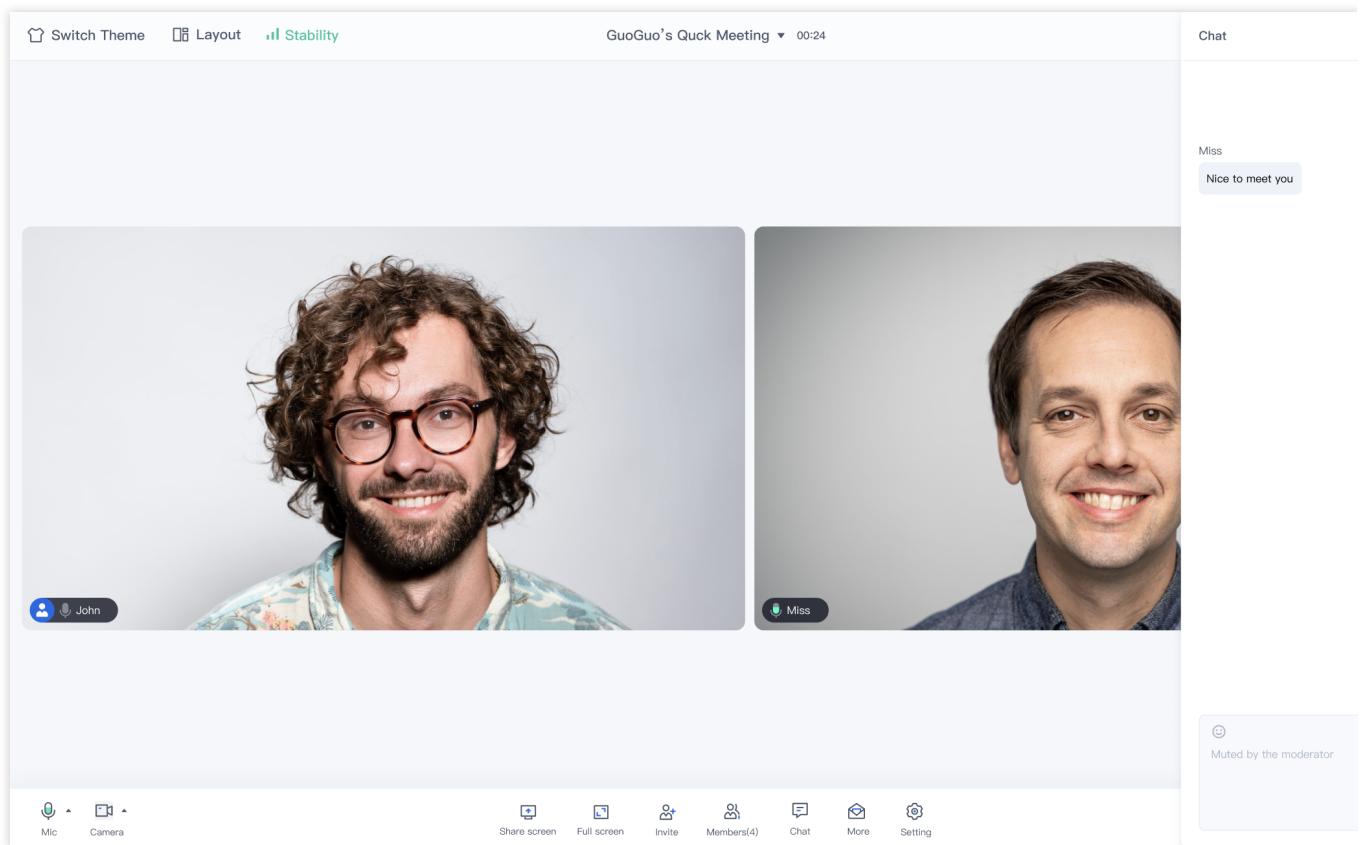 Switch Theme
Layout
Stability
GuoGuo's Quck Meeting
00:24
Chat
Miss
Nice to meet you
John
Miss
Muted by the moderator
Mic
Camera
Share screen
Full screen
Invite
Members(4)
Chat
More
Setting